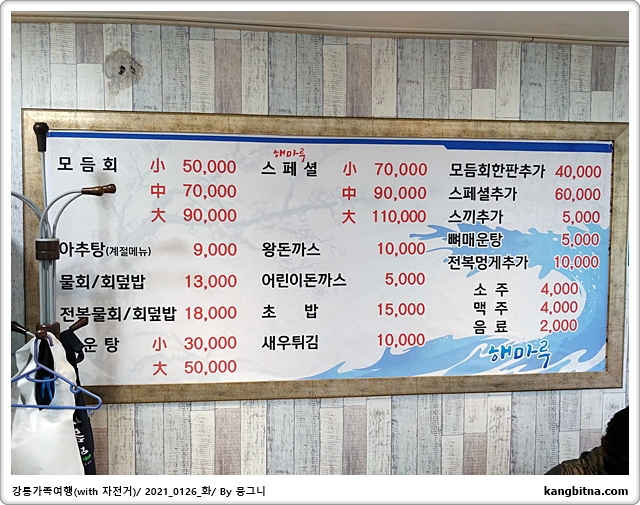 모듬회 小 50,000
中 70,000
大 90,000
아추탕(계절메뉴) 9,000
물회/회덮밥 13,000
전복물회/회덮밥 18,000
운탕 小 30,000
大 50,000
해마루
스페셜 小 70,000
中 90,000
大 110,000
왕돈까스 10,000
어린이돈까스 5,000
초밥 15,000
새우튀김 10,000
모듬회한판추가 40,000
스페셜추가 60,000
스끼추가 5,000
뼈매운탕 5,000
전복멍게추가 10,000
소주 4,000
맥주 4,000
음료 2,000
해마루
강릉가족여행(with 자전거)/ 2021_0126_화/ By 몽그니
kangbitna.com